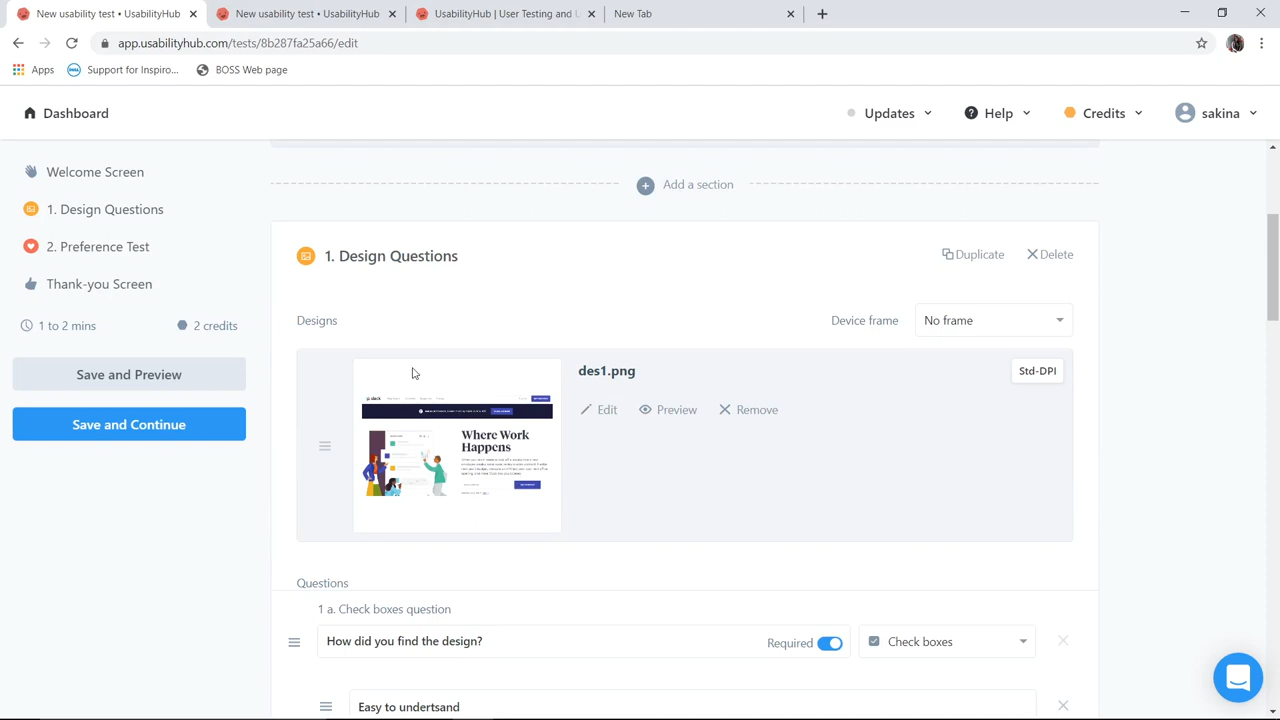 New usability test • UsabilityHub
New usability test • UsabilityHub
UsabilityHub | User Testing and U
New Tab
app.usabilityhub.com/tests/8b287fa25a66/edit
Apps
Support for Inspiro...
BOSS Web page
Dashboard
Updates
Help
Credits
sakina
Welcome Screen
1. Design Questions
2. Preference Test
Thank-you Screen
1 to 2 mins
2 credits
Save and Preview
Save and Continue
Add a section
1. Design Questions
Duplicate
Delete
Designs
Device frame
No frame
slack
Where Work
Happens
des1.png
Std-DPI
Edit
Preview
Remove
Questions
1 a. Check boxes question
How did you find the design?
Required
Check boxes
Easy to undertsand